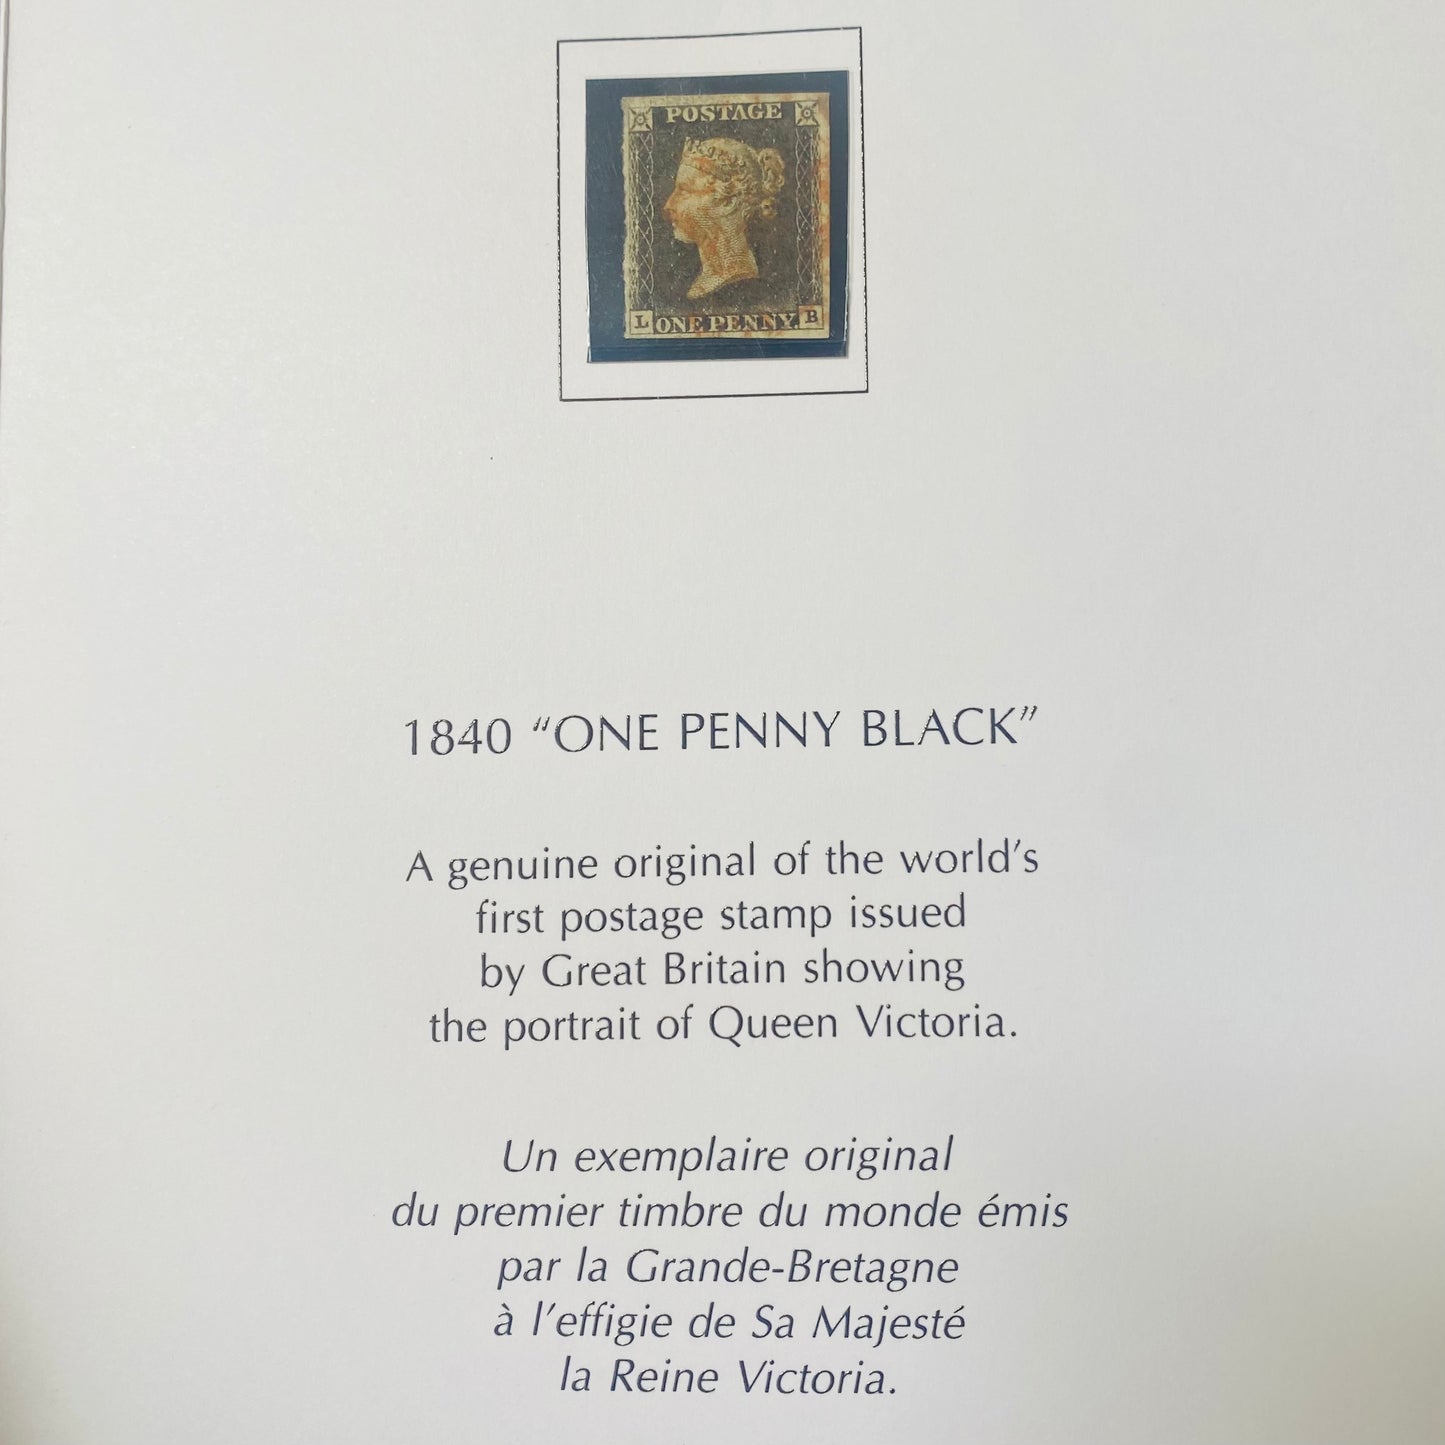 POSTAGE
L ONE PENNY. B
1840 “ONE PENNY BLACK”
A genuine original of the world’s
first postage stamp issued
by Great Britain showing
the portrait of Queen Victoria.
Un exemplaire original
du premier timbre du monde émis
par la Grande-Bretagne
à l’effigie de Sa Majesté
la Reine Victoria.